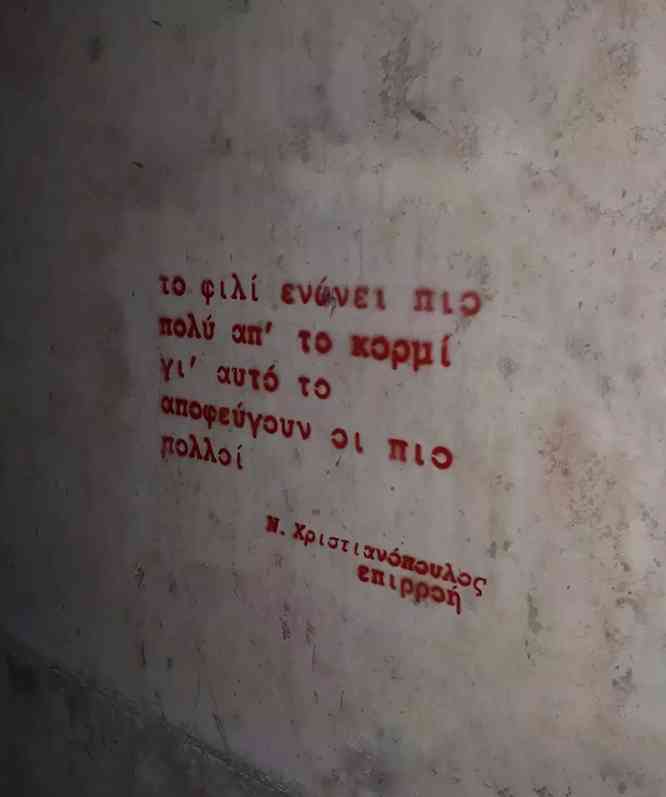 το φιλί ενώνει πιο
πολύ απ' το κορμί
γι' αυτό το
αποφεύγουν οι πιο
πολλοί
Ν. Χριστιανόπουλος
επιρροή